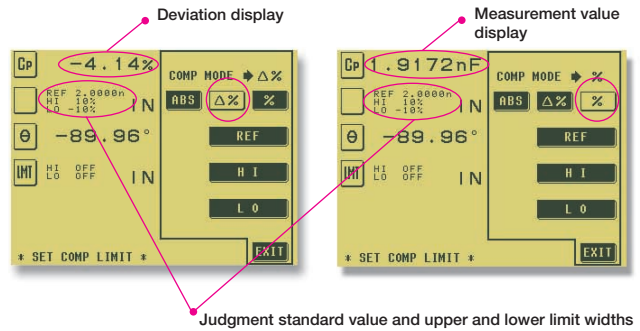 Deviation display
Measurement value
display
CP -4.14%
COMP MODE ➧ Δ%
REF 2.0000n
HI 10%
LO -10%
IN
ABS Δ% %
θ -89.96°
REF
LMT HI OFF
LO OFF
IN
H I
L O
* SET COMP LIMIT *
EXIT
CP 1.9172nF
COMP MODE ➧ %
REF 2.0000n
HI 10%
LO -10%
IN
ABS Δ% %
θ -89.96°
REF
LMT HI OFF
LO OFF
IN
H I
L O
* SET COMP LIMIT *
EXIT
Judgment standard value and upper and lower limit widths